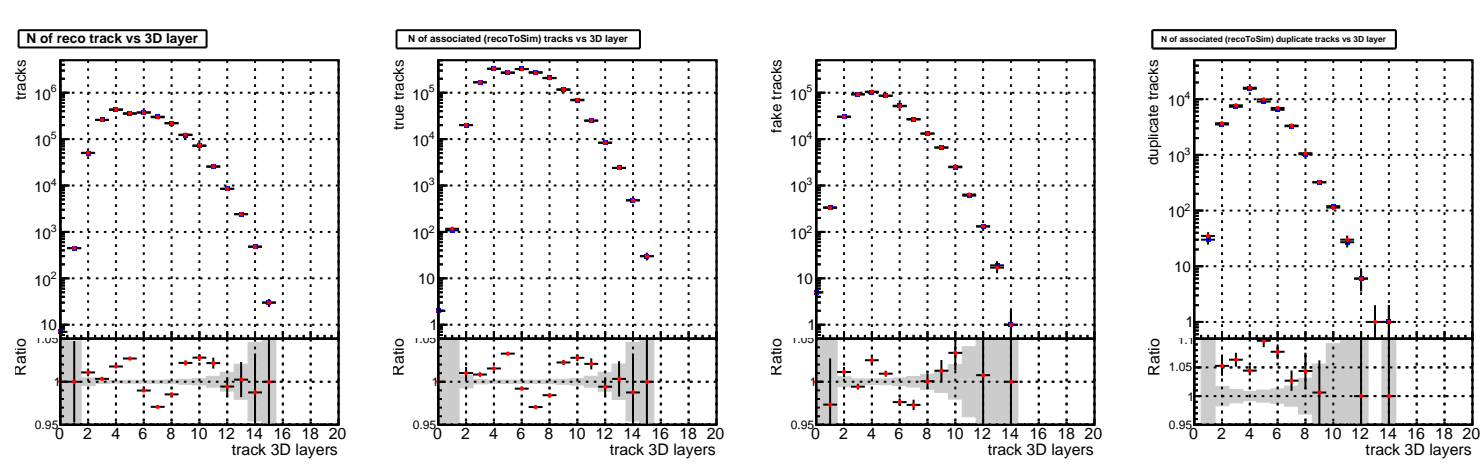 N of reco track vs 3D layer
tracks
10^6
10^5
10^4
10^3
10^2
10
Ratio
1.05
1
0.95
0 2 4 6 8 10 12 14 16 18 20
track 3D layers
N of associated (recoToSim) tracks vs 3D layer
true tracks
10^5
10^4
10^3
10^2
10
1
Ratio
1.05
1
0.95
0 2 4 6 8 10 12 14 16 18 20
track 3D layers
fake tracks
10^5
10^4
10^3
10^2
10
1
Ratio
1.05
1
0.95
0 2 4 6 8 10 12 14 16 18 20
track 3D layers
N of associated (recoToSim) duplicate tracks vs 3D layer
duplicate tracks
10^4
10^3
10^2
10
1
Ratio
1.1
1.05
1
0.95
0 2 4 6 8 10 12 14 16 18 20
track 3D layers